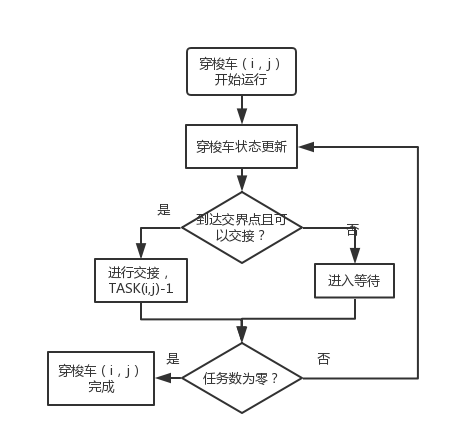 穿梭车（i，j）
开始运行
穿梭车状态更新
到达交界点且可
以交接？
是
否
进行交接，
TASK(i,j)-1
进入等待
任务数为零？
是
否
穿梭车（i，j）
完成